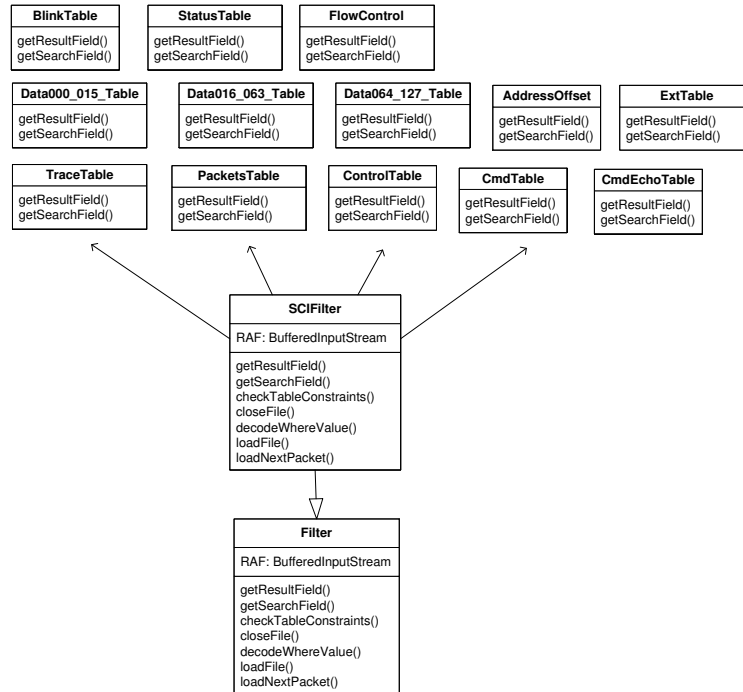 BlinkTable
getResultField()
getSearchField()
StatusTable
getResultField()
getSearchField()
FlowControl
getResultField()
getSearchField()
Data000_015_Table
getResultField()
getSearchField()
Data016_063_Table
getResultField()
getSearchField()
Data064_127_Table
getResultField()
getSearchField()
AddressOffset
getResultField()
getSearchField()
ExtTable
getResultField()
getSearchField()
TraceTable
getResultField()
getSearchField()
PacketsTable
getResultField()
getSearchField()
ControlTable
getResultField()
getSearchField()
CmdTable
getResultField()
getSearchField()
CmdEchoTable
getResultField()
getSearchField()
SCIFilter
RAF: BufferedInputStream
getResultField()
getSearchField()
checkTableConstraints()
closeFile()
decodeWhereValue()
loadFile()
loadNextPacket()
Filter
RAF: BufferedInputStream
getResultField()
getSearchField()
checkTableConstraints()
closeFile()
decodeWhereValue()
loadFile()
loadNextPacket()